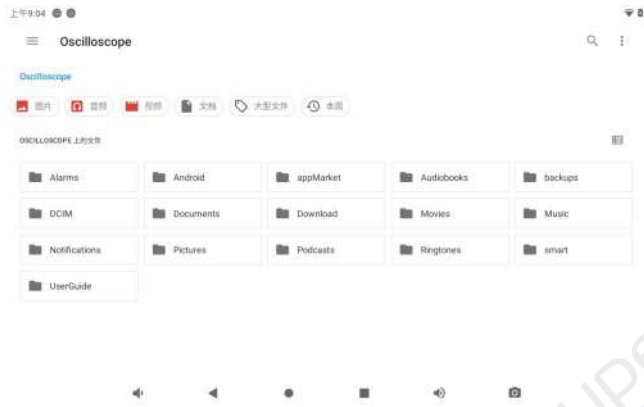 上午9:04
Oscilloscope
Oscilloscope
图片 音频 视频 文档 大型文件 本周
OSCILLOSCOPE 上的文件
Alarms Android appMarket Audiobooks backups
DCIM Documents Download Movies Music
Notifications Pictures Podcasts Ringtones smart
UserGuide